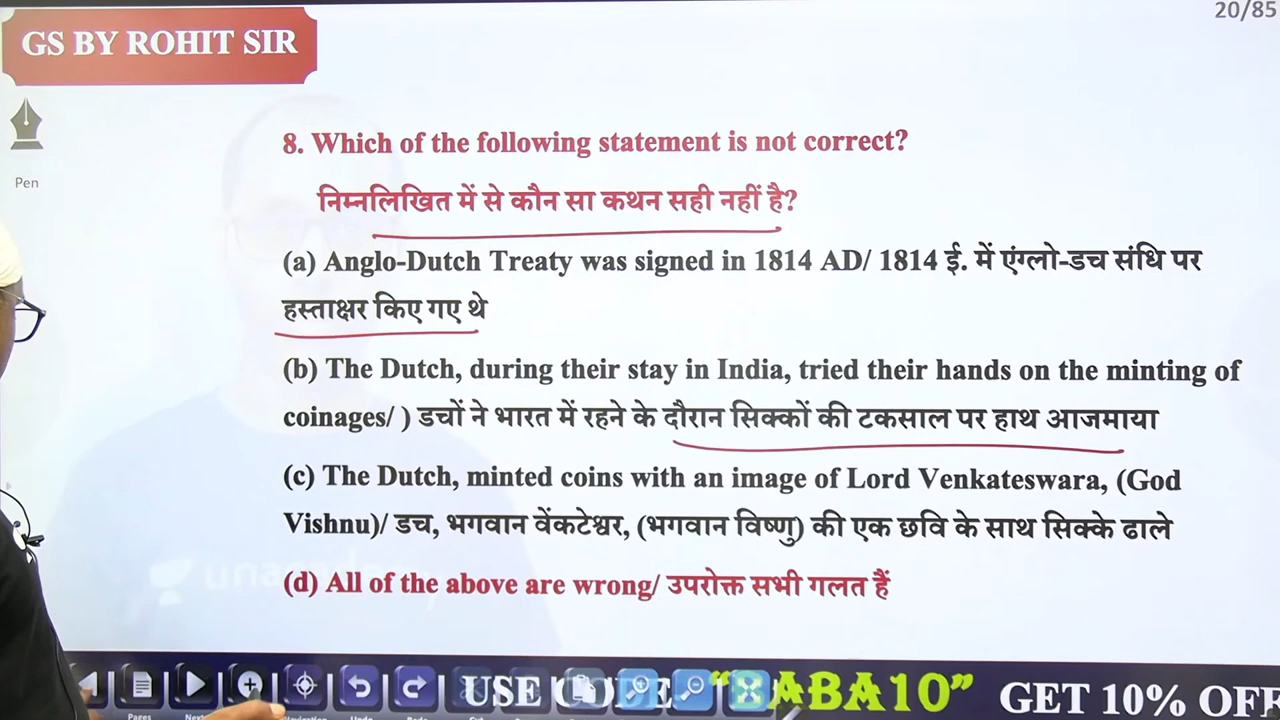 20/85
GS BY ROHIT SIR
Pen
8. Which of the following statement is not correct?
निम्नलिखित में से कौन सा कथन सही नहीं है?
(a) Anglo-Dutch Treaty was signed in 1814 AD/ 1814 ई. में एंग्लो-डच संधि पर
हस्ताक्षर किए गए थे
(b) The Dutch, during their stay in India, tried their hands on the minting of
coinages/ ) डचों ने भारत में रहने के दौरान सिक्कों की टकसाल पर हाथ आजमाया
(c) The Dutch, minted coins with an image of Lord Venkateswara, (God
Vishnu)/ डच, भगवान वेंकटेश्वर, (भगवान विष्णु) की एक छवि के साथ सिक्के ढाले
(d) All of the above are wrong/ उपरोक्त सभी गलत हैं
USE CODE "BABA10" GET 10% OFF
Pages